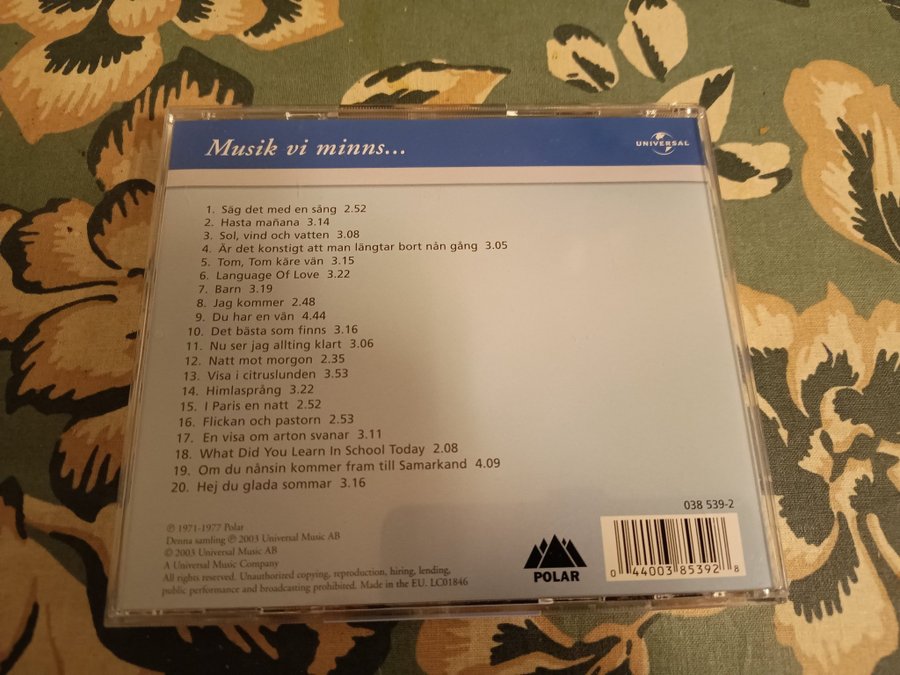 Musik vi minns...
UNIVERSAL
1. Säg det med en sång 2.52
2. Hasta mañana 3.14
3. Sol, vind och vatten 3.08
4. Är det konstigt att man längtar bort nån gång 3.05
5. Tom, Tom käre vän 3.15
6. Language Of Love 3.22
7. Barn 3.19
8. Jag kommer 2.48
9. Du har en vän 4.44
10. Det bästa som finns 3.16
11. Nu ser jag allting klart 3.06
12. Natt mot morgon 2.35
13. Visa i citruslunden 3.53
14. Himlasprång 3.22
15. I Paris en natt 2.52
16. Flickan och pastorn 2.53
17. En visa om arton svanar 3.11
18. What Did You Learn In School Today 2.08
19. Om du nånsin kommer fram till Samarkand 4.09
20. Hej du glada sommar 3.16
℗ 1971-1977 Polar
Denna samling ℗ 2003 Universal Music AB
© 2003 Universal Music AB
A Universal Music Company
All rights reserved. Unauthorized copying, reproduction, hiring, lending,
public performance and broadcasting prohibited. Made in the EU. LC01846
POLAR
038 539-2
0 44003 85392 8